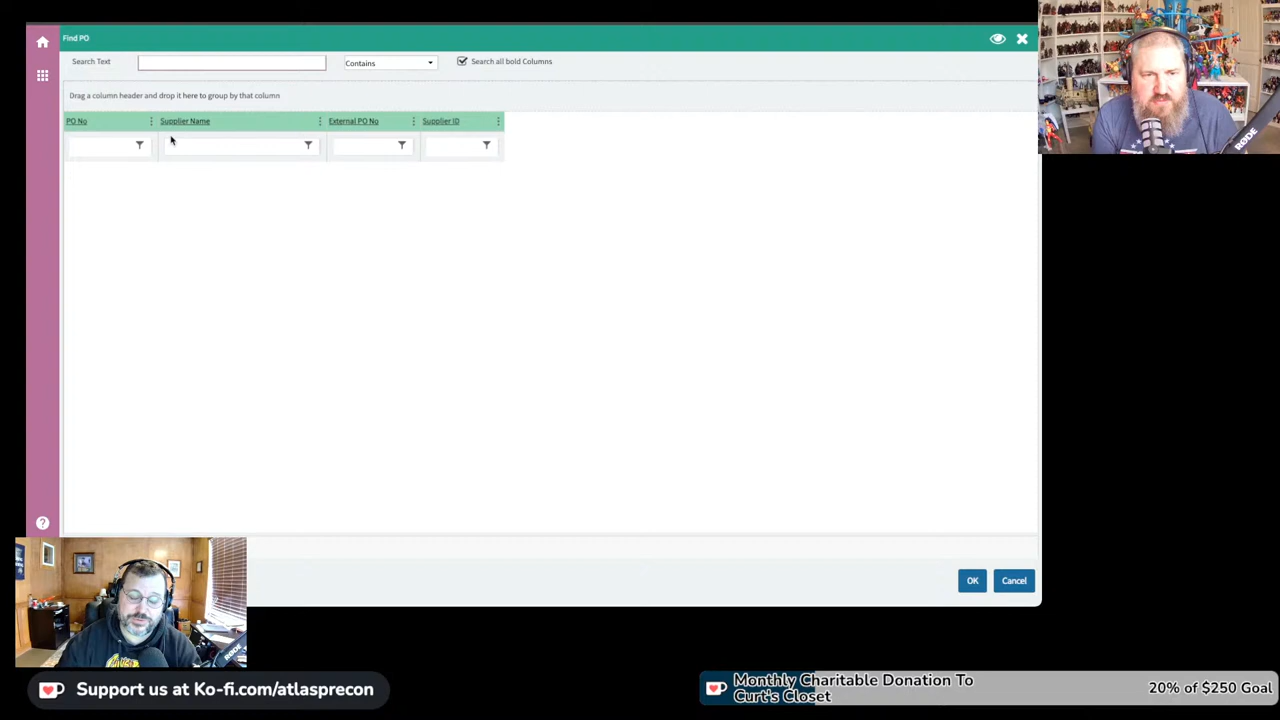 Find PO
Search Text
Contains
Search all bold Columns
Drag a column header and drop it here to group by that column
PO No
Supplier Name
External PO No
Supplier ID
OK
Cancel
RØDE
RØDE
Support us at Ko-fi.com/atlasprecon
Monthly Charitable Donation To
Curt's Closet
20% of $250 Goal